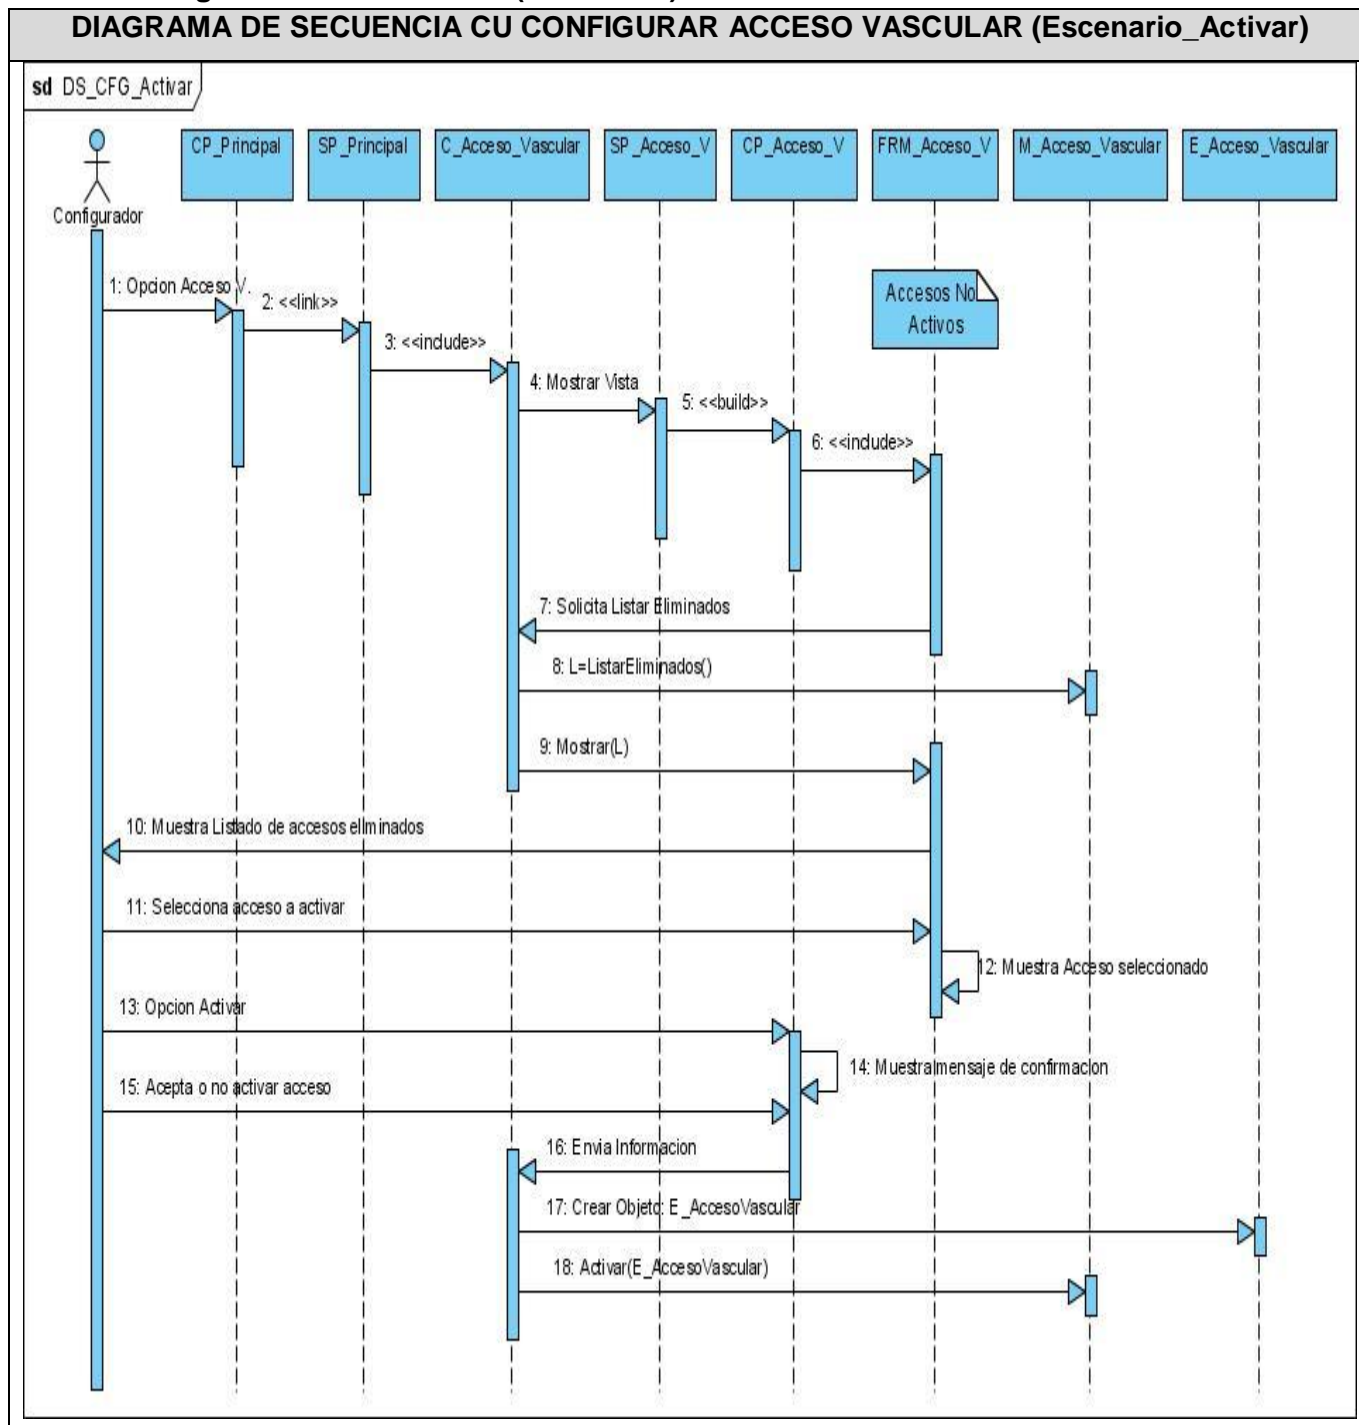 DIAGRAMA DE SECUENCIA CU CONFIGURAR ACCESO VASCULAR (Escenario_Activar)
sd DS_CFG_Activar
CP_Principal
SP_Principal
C_Acceso_Vascular
SP_Acceso_V
CP_Acceso_V
FRM_Acceso_V
M_Acceso_Vascular
E_Acceso_Vascular
Configurador
Accesos No
Activos
1: Opcion Acceso V.
2: <<link>>
3: <<include>>
4: Mostrar Vista
5: <<build>>
6: <<include>>
7: Solicita Listar Eliminados
8: L=ListarEliminados()
9: Mostrar(L)
10: Muestra Listado de accesos eliminados
11: Selecciona acceso a activar
12: Muestra Acceso seleccionado
13: Opcion Activar
14: Muestra mensaje de confirmacion
15: Acepta o no activar acceso
16: Envia Informacion
17: Crear Objeto: E_AccesoVascular
18: Activar(E_AccesoVascular)